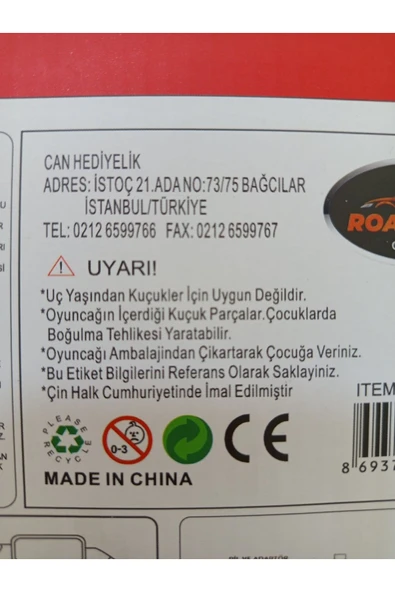 CAN HEDİYELİK
ADRES: İSTOÇ 21.ADA NO:73/75 BAĞCILAR
İSTANBUL/TÜRKİYE
TEL: 0212 6599766 FAX: 0212 6599767
UYARI!
*Uç Yaşından Kuçukler İçin Uygun Değildir.
*Oyuncağın İçerdiği Kuçuk Parçalar.Çocuklarda
Boğulma Tehlikesi Yaratabilir.
*Oyuncağı Ambalajinden Çikartarak Çocuğa Veriniz.
*Bu Etiket Bilgilerini Referans Olarak Saklayiniz.
*Çin Halk Cumhuriyetinde İmal Edilmiştir
PLEASE RECYCLE
0-3
CE
MADE IN CHINA
ROA
ITEM
8 6937